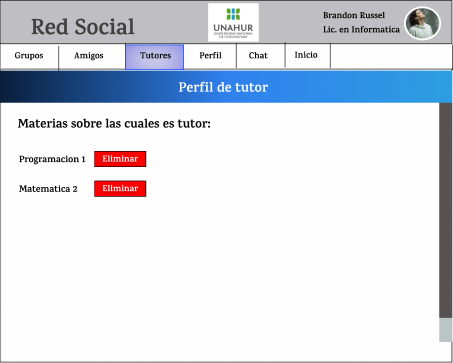 Red Social
UNAHUR
Brandon Russel
Lic. en Informatica
Grupos
Amigos
Tutores
Perfil
Chat
Inicio
Perfil de tutor
Materias sobre las cuales es tutor:
Programacion 1 Eliminar
Matematica 2 Eliminar